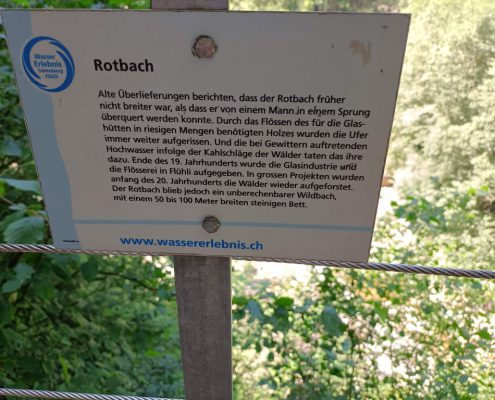 Wasser
Erlebnis
Sörenberg
Flühli
Rotbach
Alte Überlieferungen berichten, dass der Rotbach früher
nicht breiter war, als dass er von einem Mann in einem Sprung
überquert werden konnte. Durch das Flössen des für die Glas-
hütten in riesigen Mengen benötigten Holzes wurden die Ufer
immer weiter aufgerissen. Und die bei Gewittern auftretenden
Hochwasser infolge der Kahlschläge der Wälder taten das ihre
dazu. Ende des 19. Jahrhunderts wurde die Glasindustrie und
die Flösserei in Flühli aufgegeben. In grossen Projekten wurden
anfang des 20. Jahrhunderts die Wälder wieder aufgeforstet.
Der Rotbach blieb jedoch ein unberechenbarer Wildbach,
mit einem 50 bis 100 Meter breiten steinigen Bett.
www.wassererlebnis.ch